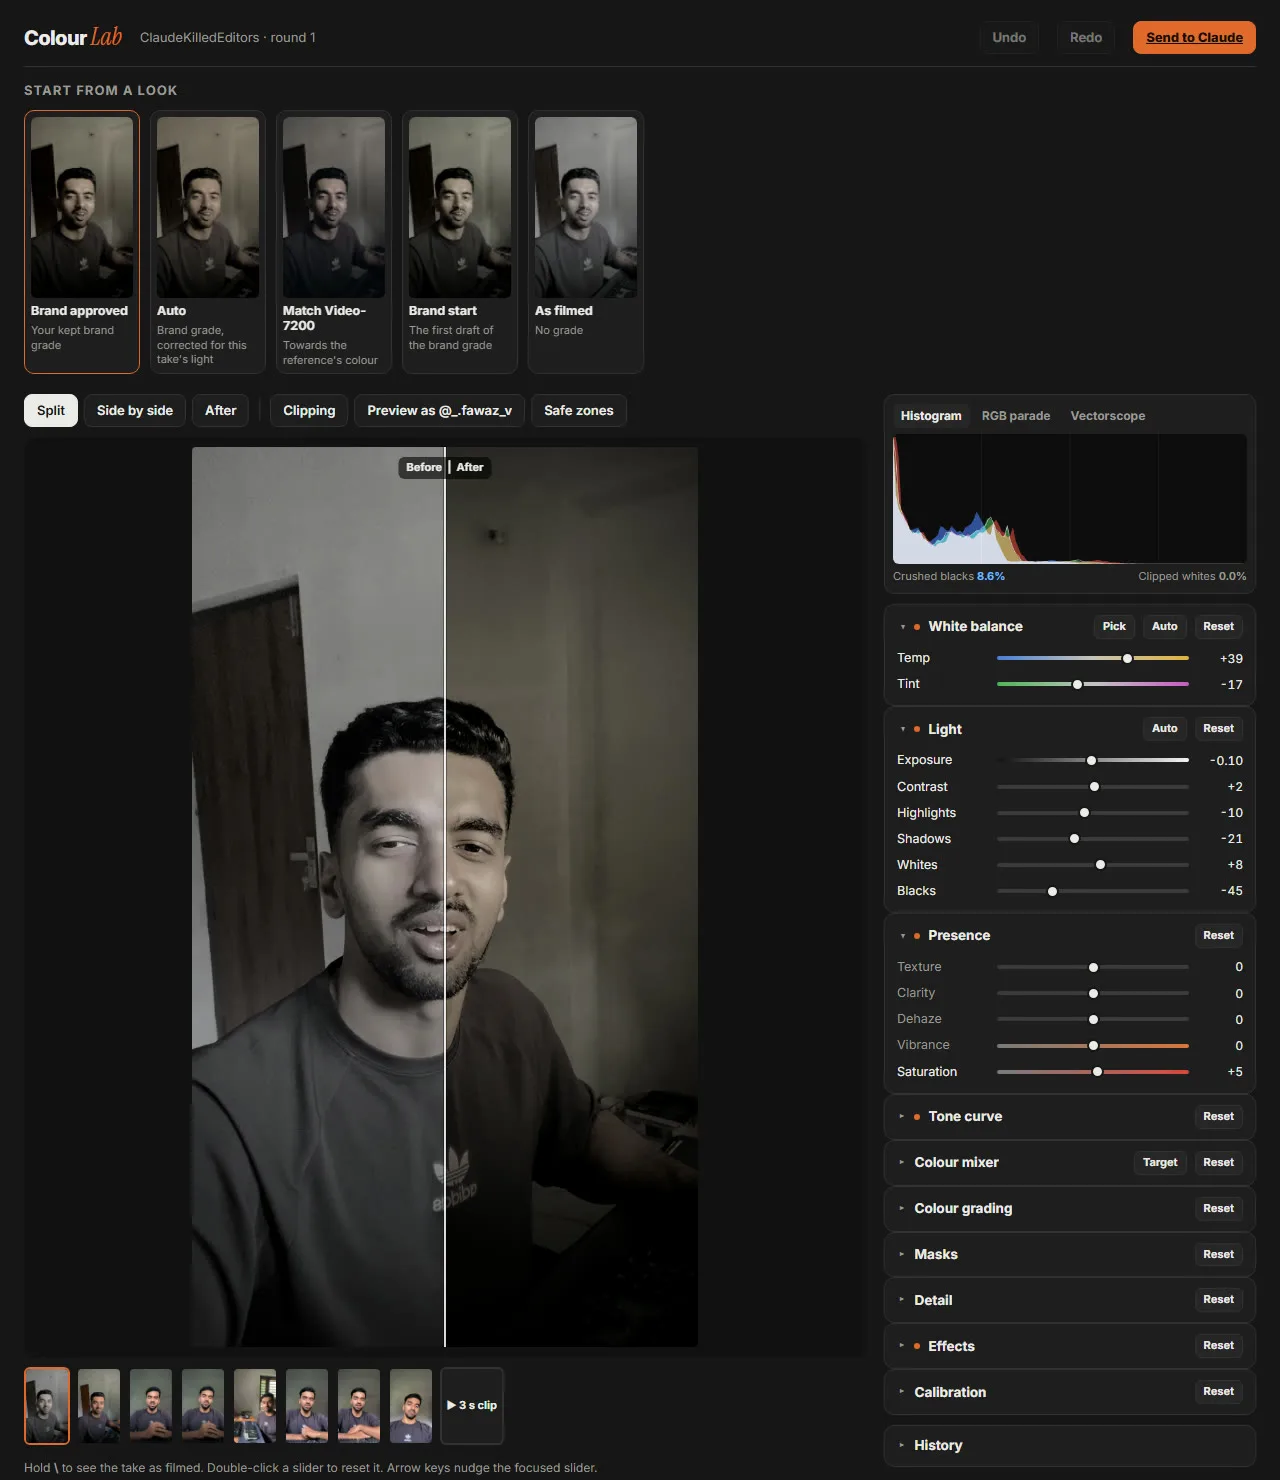 Colour Lab
ClaudeKilledEditors · round 1
Undo
Redo
Send to Claude
START FROM A LOOK
Brand approved
Your kept brand
grade
Auto
Brand grade,
corrected for this
take's light
Match Video-
7200
Towards the
reference's colour
Brand start
The first draft of
the brand grade
As filmed
No grade
Split
Side by side
After
Clipping
Preview as @_.fawaz_v
Safe zones
Before
After
adidas
Histogram
RGB parade
Vectorscope
Crushed blacks 8.6%
Clipped whites 0.0%
White balance
Pick
Auto
Reset
Temp
+39
Tint
-17
Light
Auto
Reset
Exposure
-0.10
Contrast
+2
Highlights
-10
Shadows
-21
Whites
+8
Blacks
-45
Presence
Reset
Texture
0
Clarity
0
Dehaze
0
Vibrance
0
Saturation
+5
Tone curve
Reset
Colour mixer
Target
Reset
Colour grading
Reset
Masks
Reset
Detail
Reset
Effects
Reset
Calibration
Reset
History
3 s clip
Hold \ to see the take as filmed. Double-click a slider to reset it. Arrow keys nudge the focused slider.